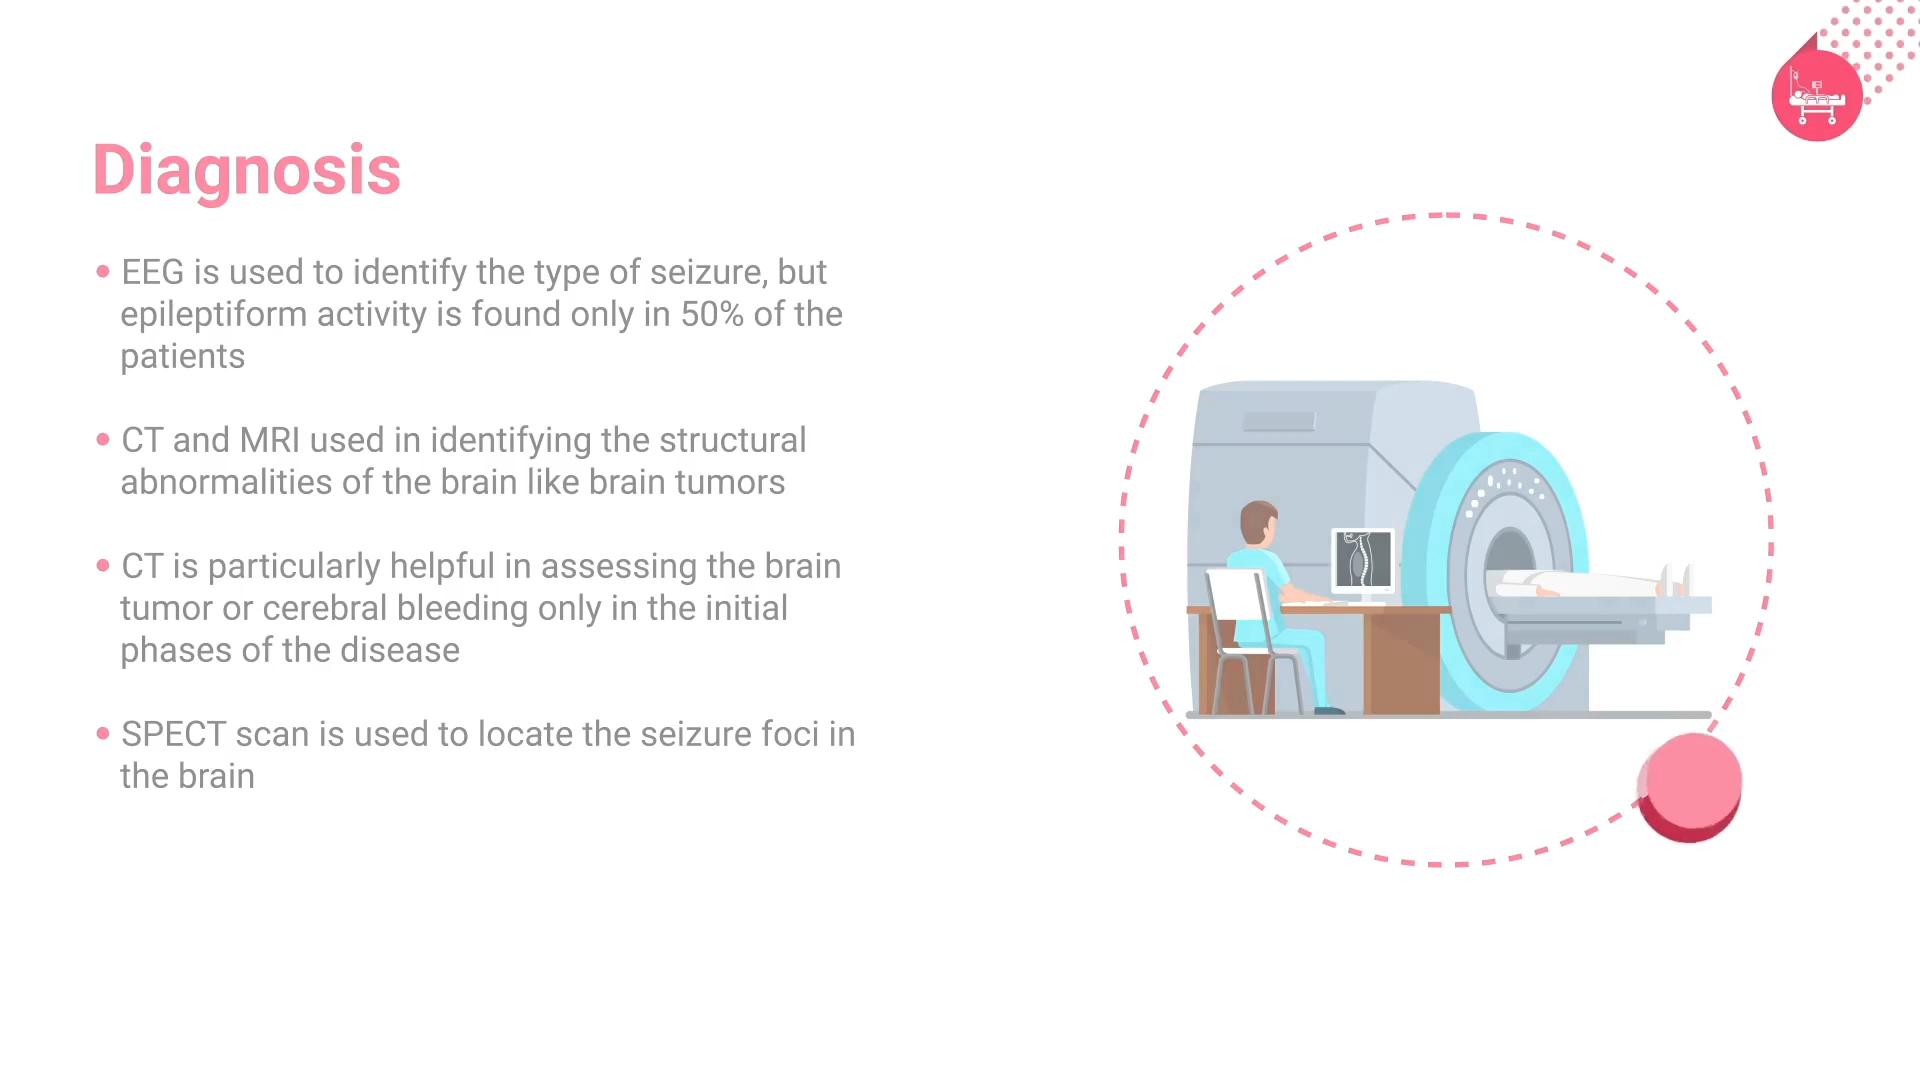 Diagnosis
• EEG is used to identify the type of seizure, but
epileptiform activity is found only in 50% of the
patients
• CT and MRI used in identifying the structural
abnormalities of the brain like brain tumors
• CT is particularly helpful in assessing the brain
tumor or cerebral bleeding only in the initial
phases of the disease
• SPECT scan is used to locate the seizure foci in
the brain